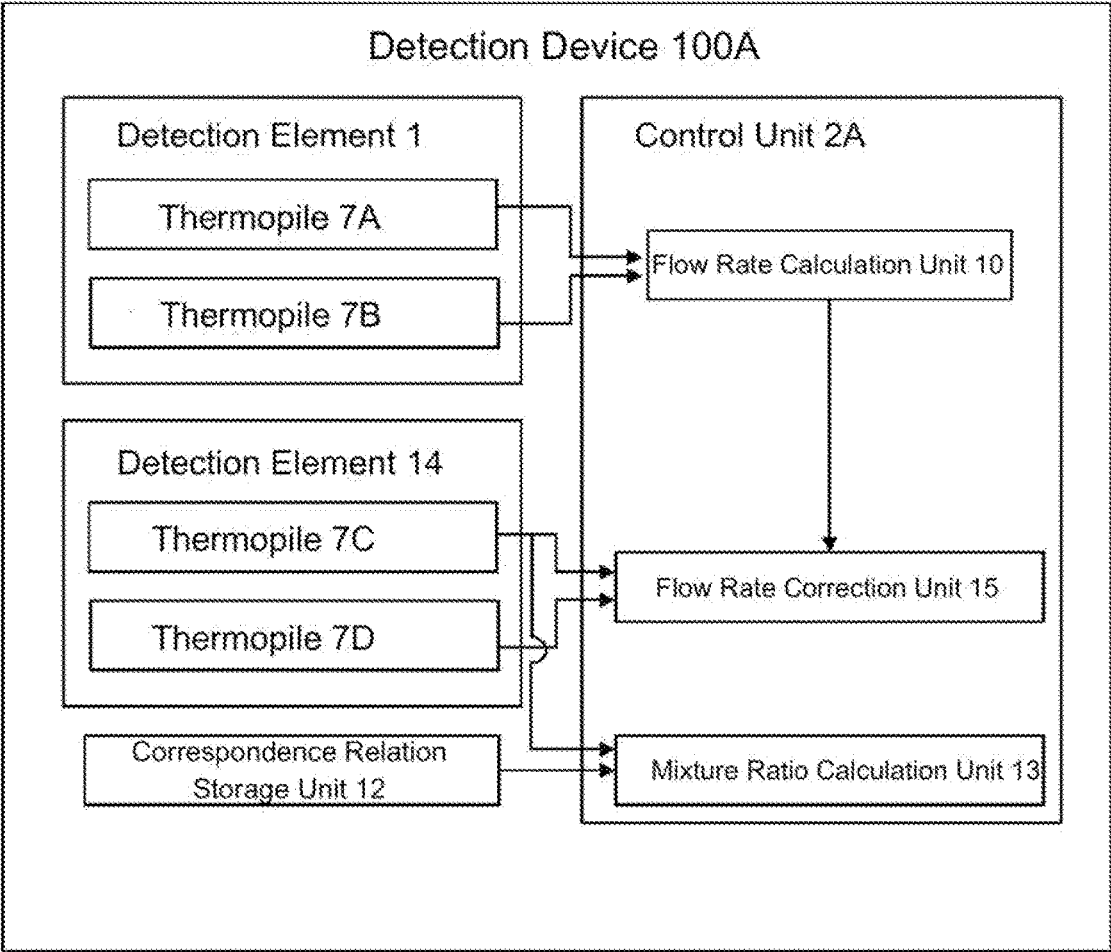 Detection Device 100A
Detection Element 1
Thermopile 7A
Thermopile 7B
Control Unit 2A
Flow Rate Calculation Unit 10
Detection Element 14
Thermopile 7C
Thermopile 7D
Flow Rate Correction Unit 15
Correspondence Relation
Storage Unit 12
Mixture Ratio Calculation Unit 13